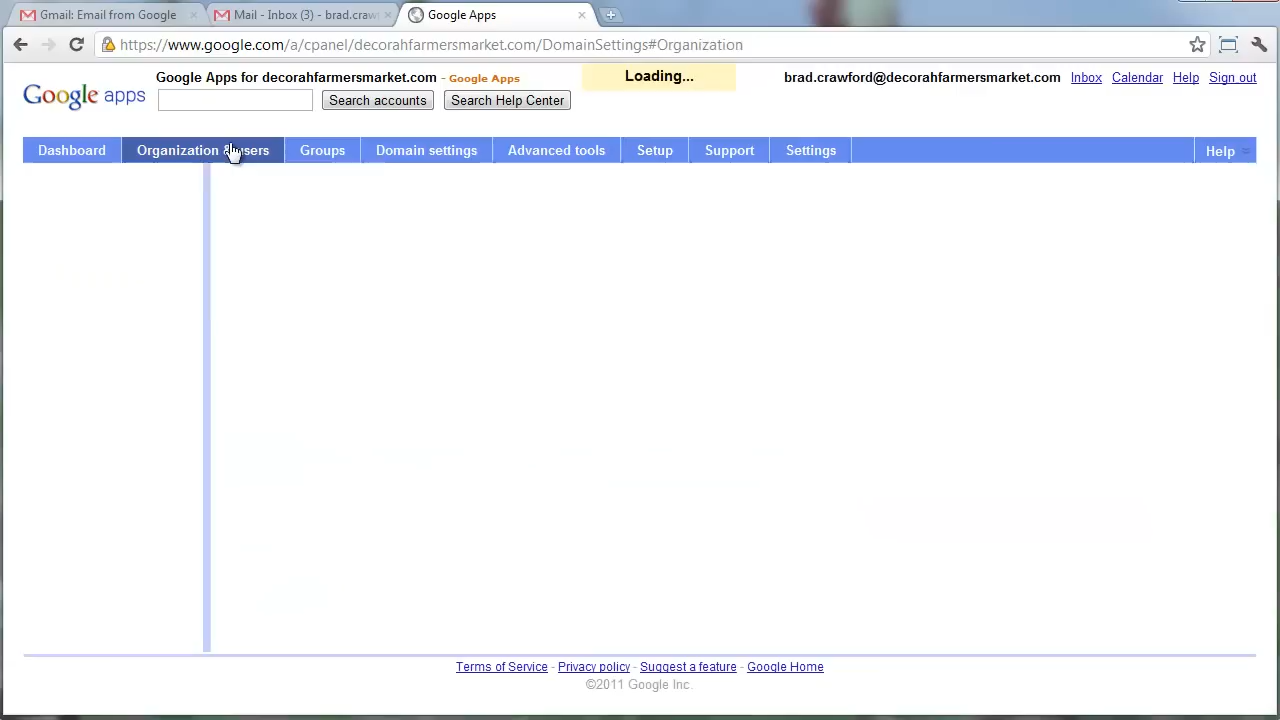 Gmail: Email from Google
Mail - Inbox (3) - brad.craw
Google Apps
https://www.google.com/a/cpanel/decorahfarmersmarket.com/DomainSettings#Organization
Google apps
Google Apps for decorahfarmersmarket.com - Google Apps
Loading...
brad.crawford@decorahfarmersmarket.com Inbox Calendar Help Sign out
Search accounts Search Help Center
Dashboard Organization users Groups Domain settings Advanced tools Setup Support Settings Help
Terms of Service - Privacy policy - Suggest a feature - Google Home
©2011 Google Inc.